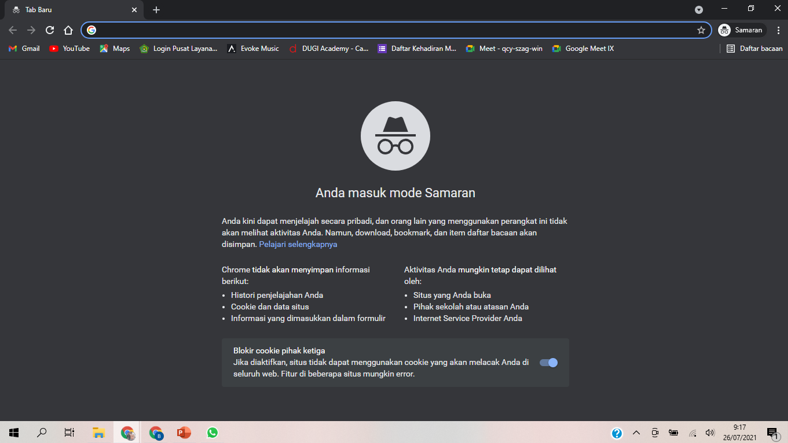 Tab Baru
Samaran
Gmail
YouTube
Maps
Login Pusat Layana...
Evoke Music
DUGI Academy - Ca...
Daftar Kehadiran M...
Meet - qcy-szag-win
Google Meet IX
Daftar bacaan
Anda masuk mode Samaran
Anda kini dapat menjelajah secara pribadi, dan orang lain yang menggunakan perangkat ini tidak
akan melihat aktivitas Anda. Namun, download, bookmark, dan item daftar bacaan akan
disimpan. Pelajari selengkapnya
Chrome tidak akan menyimpan informasi
berikut:
• Histori penjelajahan Anda
• Cookie dan data situs
• Informasi yang dimasukkan dalam formulir
Aktivitas Anda mungkin tetap dapat dilihat
oleh:
• Situs yang Anda buka
• Pihak sekolah atau atasan Anda
• Internet Service Provider Anda
Blokir cookie pihak ketiga
Jika diaktifkan, situs tidak dapat menggunakan cookie yang akan melacak Anda di
seluruh web. Fitur di beberapa situs mungkin error.
9:17
26/07/2021
1